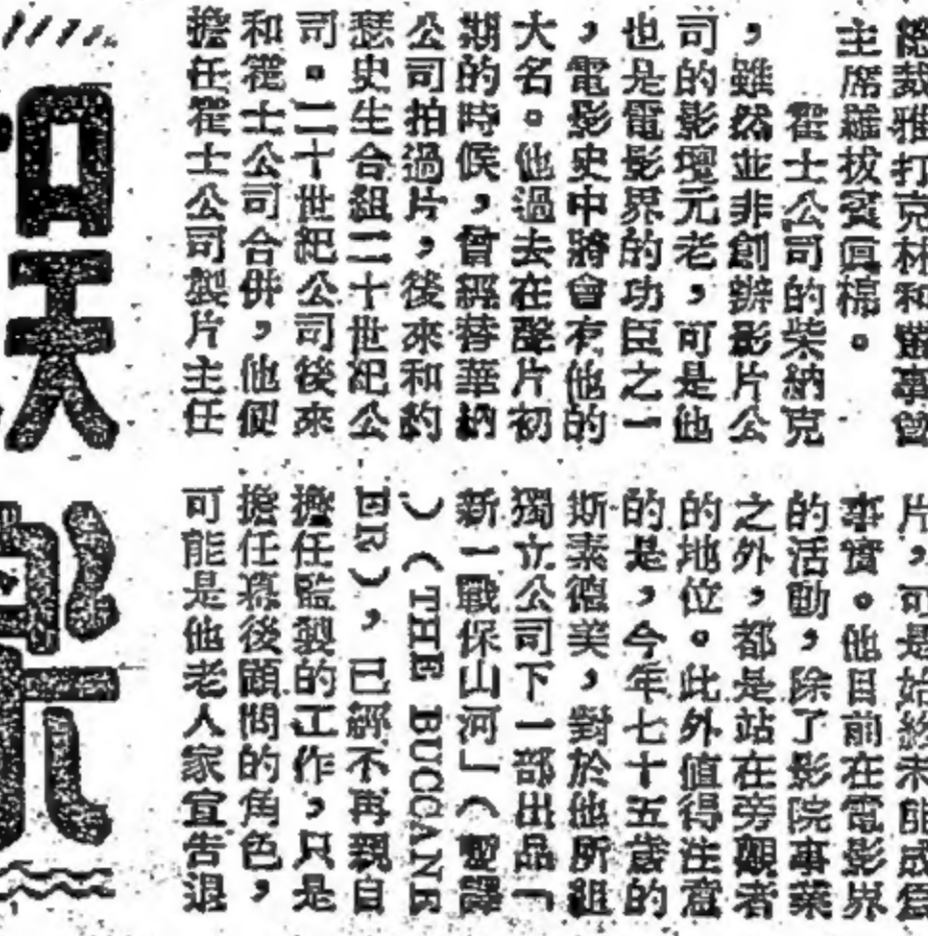 總裁雅打克林和董事會
主席羅拔賓價棉。
霍士公司的柴納克
，雖然並非創辦影片公
司的影壇元老，可是他
也是電影界的功臣之一
，電影史中將會有他的
大名。他過去在聲片初
期的時候，曾經替華納
公司拍過片，後來和約
瑟史生合組二十世紀公
司。二十世紀公司後來
和霍士公司合併，他便
擔任霍士公司製片主任
片，可是始終未能成為
事實。他目前在電影界
的活動，除了影院事業
之外，都是站在旁觀者
的地位。此外值得注意
的是，今年七十五歲的
斯素德美，對於他所組
獨立公司下一部出品「
新一戰保山河」（暫譯
）（THE BUCCANE
ER），已經不再親自
擔任監製的工作，只是
擔任幕後顧問的角色，
可能是他老人家宣告退
天